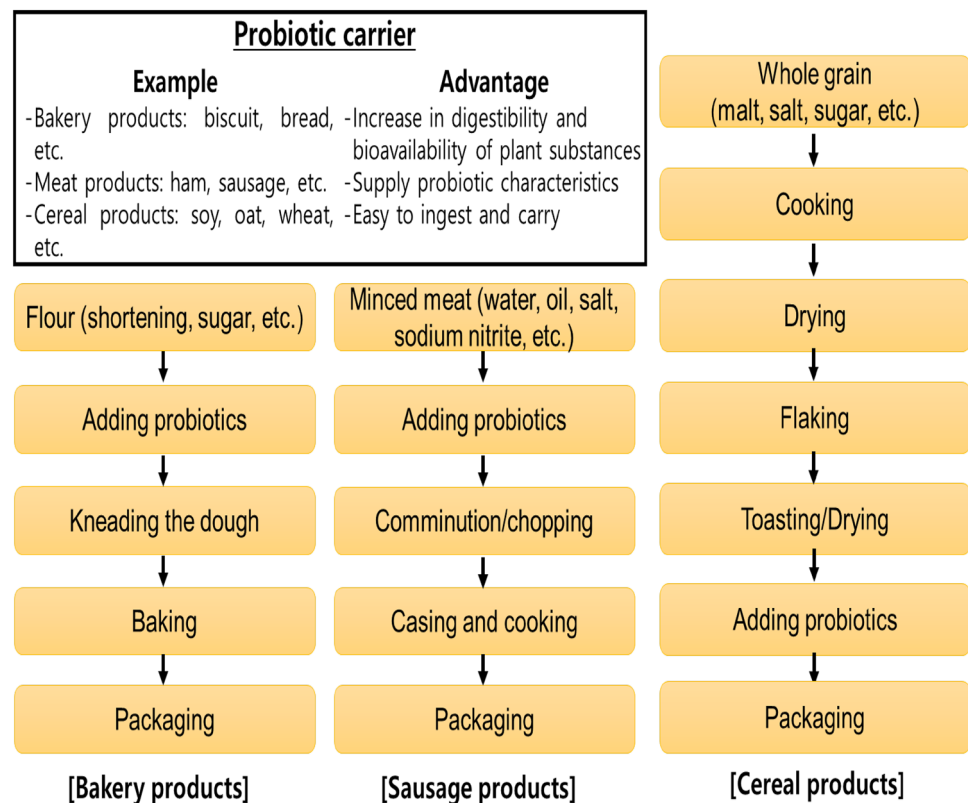 Probiotic carrier
Example
-Bakery products: biscuit, bread,
etc.
-Meat products: ham, sausage, etc.
-Cereal products: soy, oat, wheat,
etc.
Advantage
-Increase in digestibility and
bioavailability of plant substances
-Supply probiotic characteristics
-Easy to ingest and carry
Flour (shortening, sugar, etc.)
Adding probiotics
Kneading the dough
Baking
Packaging
[Bakery products]
Minced meat (water, oil, salt,
sodium nitrite, etc.)
Adding probiotics
Comminution/chopping
Casing and cooking
Packaging
[Sausage products]
Whole grain
(malt, salt, sugar, etc.)
Cooking
Drying
Flaking
Toasting/Drying
Adding probiotics
Packaging
[Cereal products]